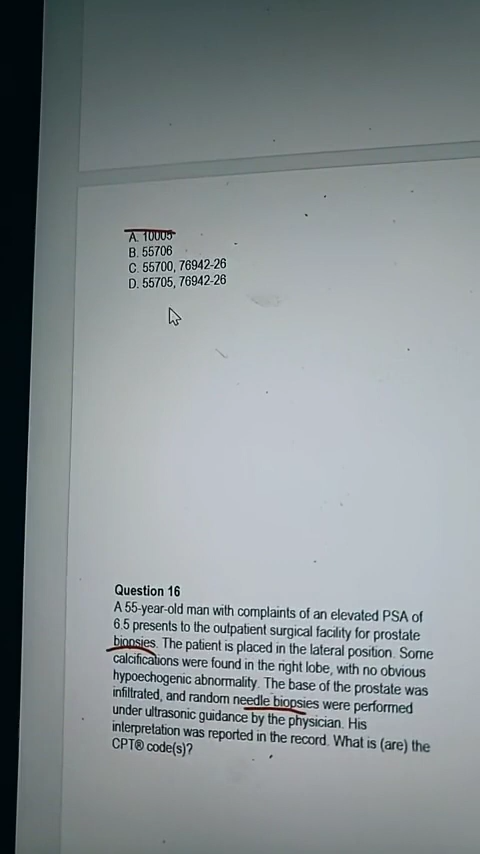 A. 10005
B. 55706
C. 55700, 76942-26
D. 55705, 76942-26
Question 16
A 55-year-old man with complaints of an elevated PSA of
6.5 presents to the outpatient surgical facility for prostate
biopsies. The patient is placed in the lateral position. Some
calcifications were found in the right lobe, with no obvious
hypoechogenic abnormality. The base of the prostate was
infiltrated, and random needle biopsies were performed
under ultrasonic guidance by the physician. His
interpretation was reported in the record. What is (are) the
CPT® code(s)?